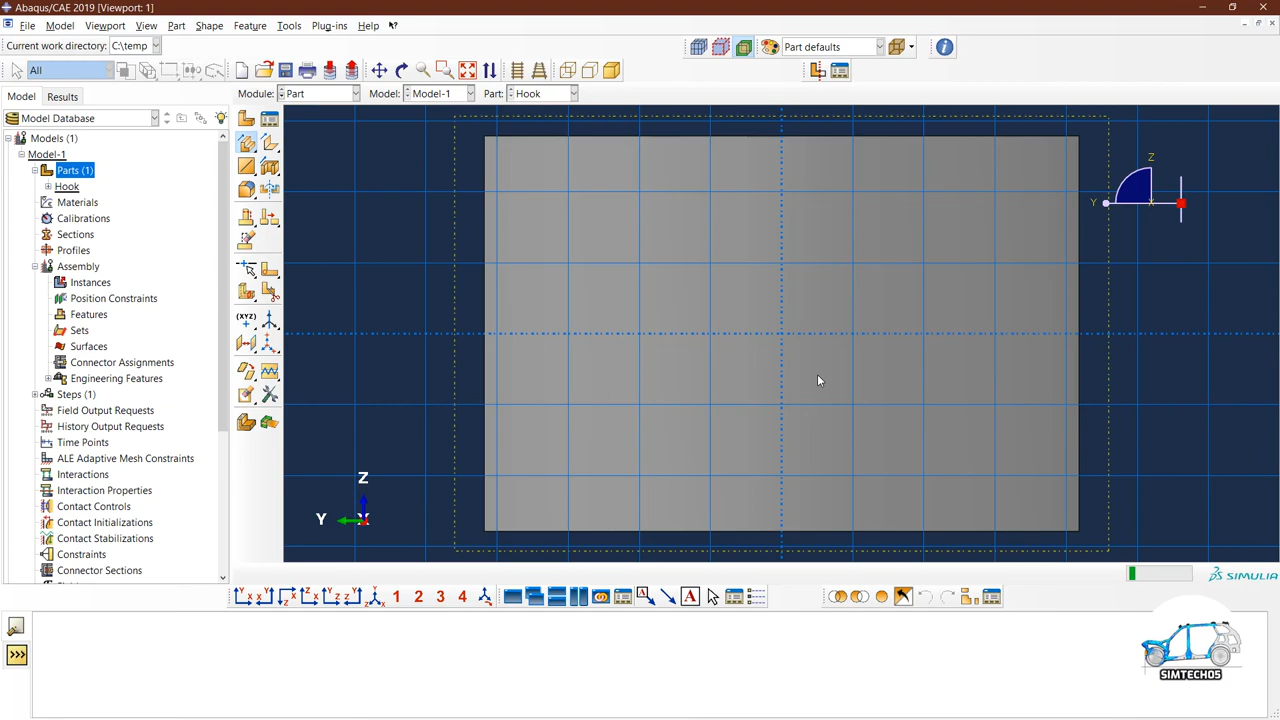 Abaqus/CAE 2019 [Viewport: 1]
File Model Viewport View Part Shape Feature Tools Plug-ins Help
Current work directory: C:\temp
Part defaults
All
Model Results
Module: Part Model: Model-1 Part: Hook
Model Database
Models (1)
Model-1
Parts (1)
Hook
Materials
Calibrations
Sections
Profiles
Assembly
Instances
Position Constraints
Features
Sets
Surfaces
Connector Assignments
Engineering Features
Steps (1)
Field Output Requests
History Output Requests
Time Points
ALE Adaptive Mesh Constraints
Interactions
Interaction Properties
Contact Controls
Contact Initializations
Contact Stabilizations
Constraints
Connector Sections
(XYZ)
Z
Y
X
Z
Y
X
SIMULIA
1 2 3 4
A
A
>>>
SIMTECH05